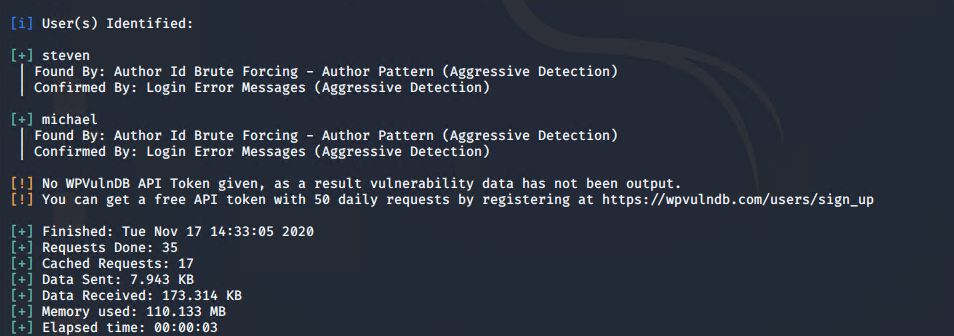 [i] User(s) Identified:
[+] steven
| Found By: Author Id Brute Forcing - Author Pattern (Aggressive Detection)
| Confirmed By: Login Error Messages (Aggressive Detection)
[+] michael
| Found By: Author Id Brute Forcing - Author Pattern (Aggressive Detection)
| Confirmed By: Login Error Messages (Aggressive Detection)
[!] No WPVulnDB API Token given, as a result vulnerability data has not been output.
[!] You can get a free API token with 50 daily requests by registering at https://wpvulndb.com/users/sign_up
[+] Finished: Tue Nov 17 14:33:05 2020
[+] Requests Done: 35
[+] Cached Requests: 17
[+] Data Sent: 7.943 KB
[+] Data Received: 173.314 KB
[+] Memory used: 110.133 MB
[+] Elapsed time: 00:00:03